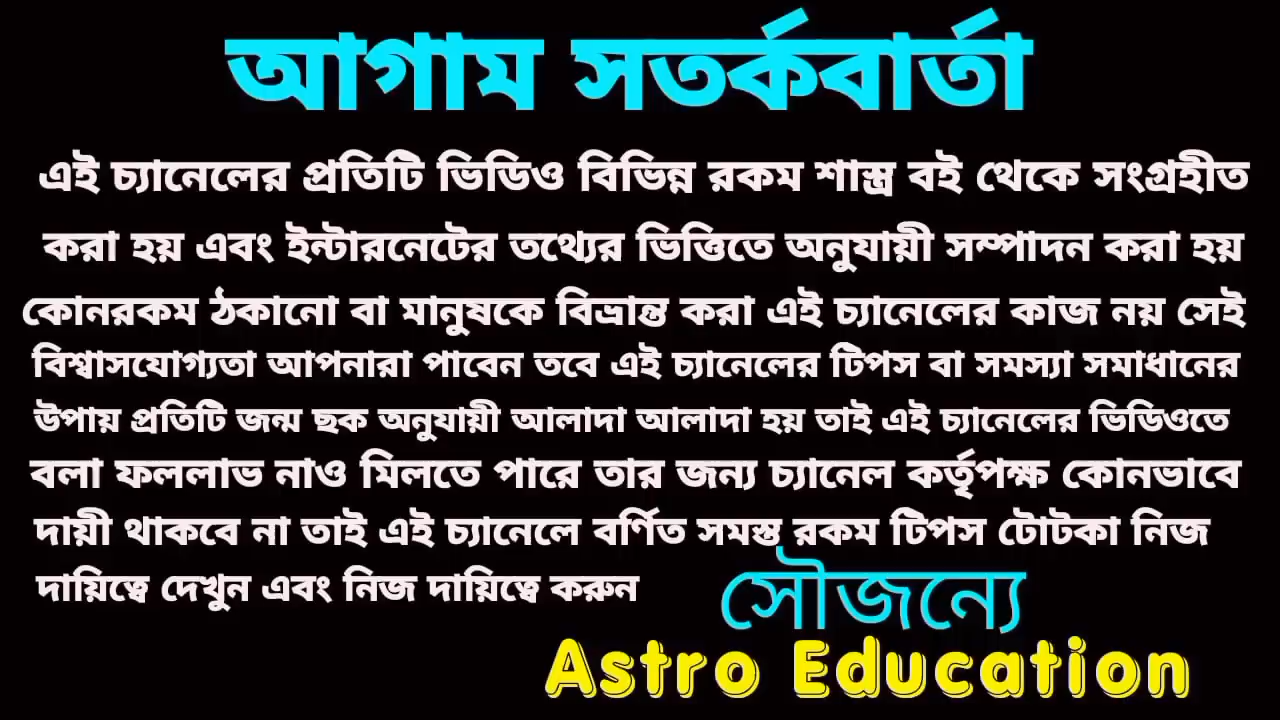 আগাম সতর্কবার্তা
এই চ্যানেলের প্রতিটি ভিডিও বিভিন্ন রকম শাস্ত্র বই থেকে সংগ্রহীত
করা হয় এবং ইন্টারনেটের তথ্যের ভিত্তিতে অনুযায়ী সম্পাদন করা হয়
কোনরকম ঠকানো বা মানুষকে বিভ্রান্ত করা এই চ্যানেলের কাজ নয় সেই
বিশ্বাসযোগ্যতা আপনারা পাবেন তবে এই চ্যানেলের টিপস বা সমস্যা সমাধানের
উপায় প্রতিটি জন্ম ছক অনুযায়ী আলাদা আলাদা হয় তাই এই চ্যানেলের ভিডিওতে
বলা ফললাভ নাও মিলতে পারে তার জন্য চ্যানেল কর্তৃপক্ষ কোনভাবে
দায়ী থাকবে না তাই এই চ্যানেলে বর্ণিত সমস্ত রকম টিপস টোটকা নিজ
দায়িত্বে দেখুন এবং নিজ দায়িত্বে করুন
সৌজন্যে
Astro Education